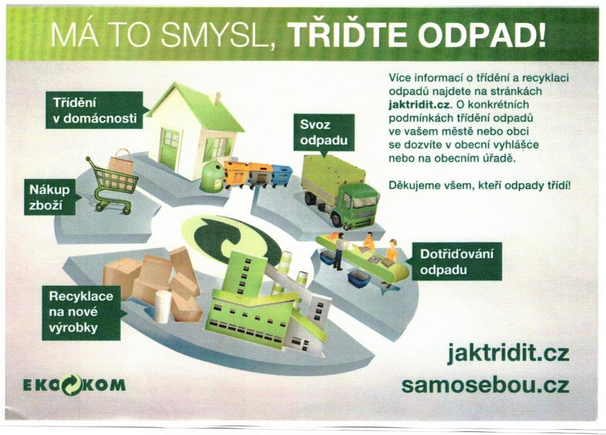 MÁ TO SMYSL, TŘIĎTE ODPAD!
Více informací o třídění a recyklaci
odpadů najdete na stránkách
jaktridit.cz. O konkrétních
podmínkách třídění odpadů
ve vašem městě nebo obci
se dozvíte v obecní vyhlášce
nebo na obecním úřadě.
Děkujeme všem, kteří odpady třídí!
Třídění
v domácnosti
Svoz
odpadu
Nákup
zboží
Dotřiďování
odpadu
Recyklace
na nové
výrobky
jaktridit.cz
samosebou.cz
EKO KOM